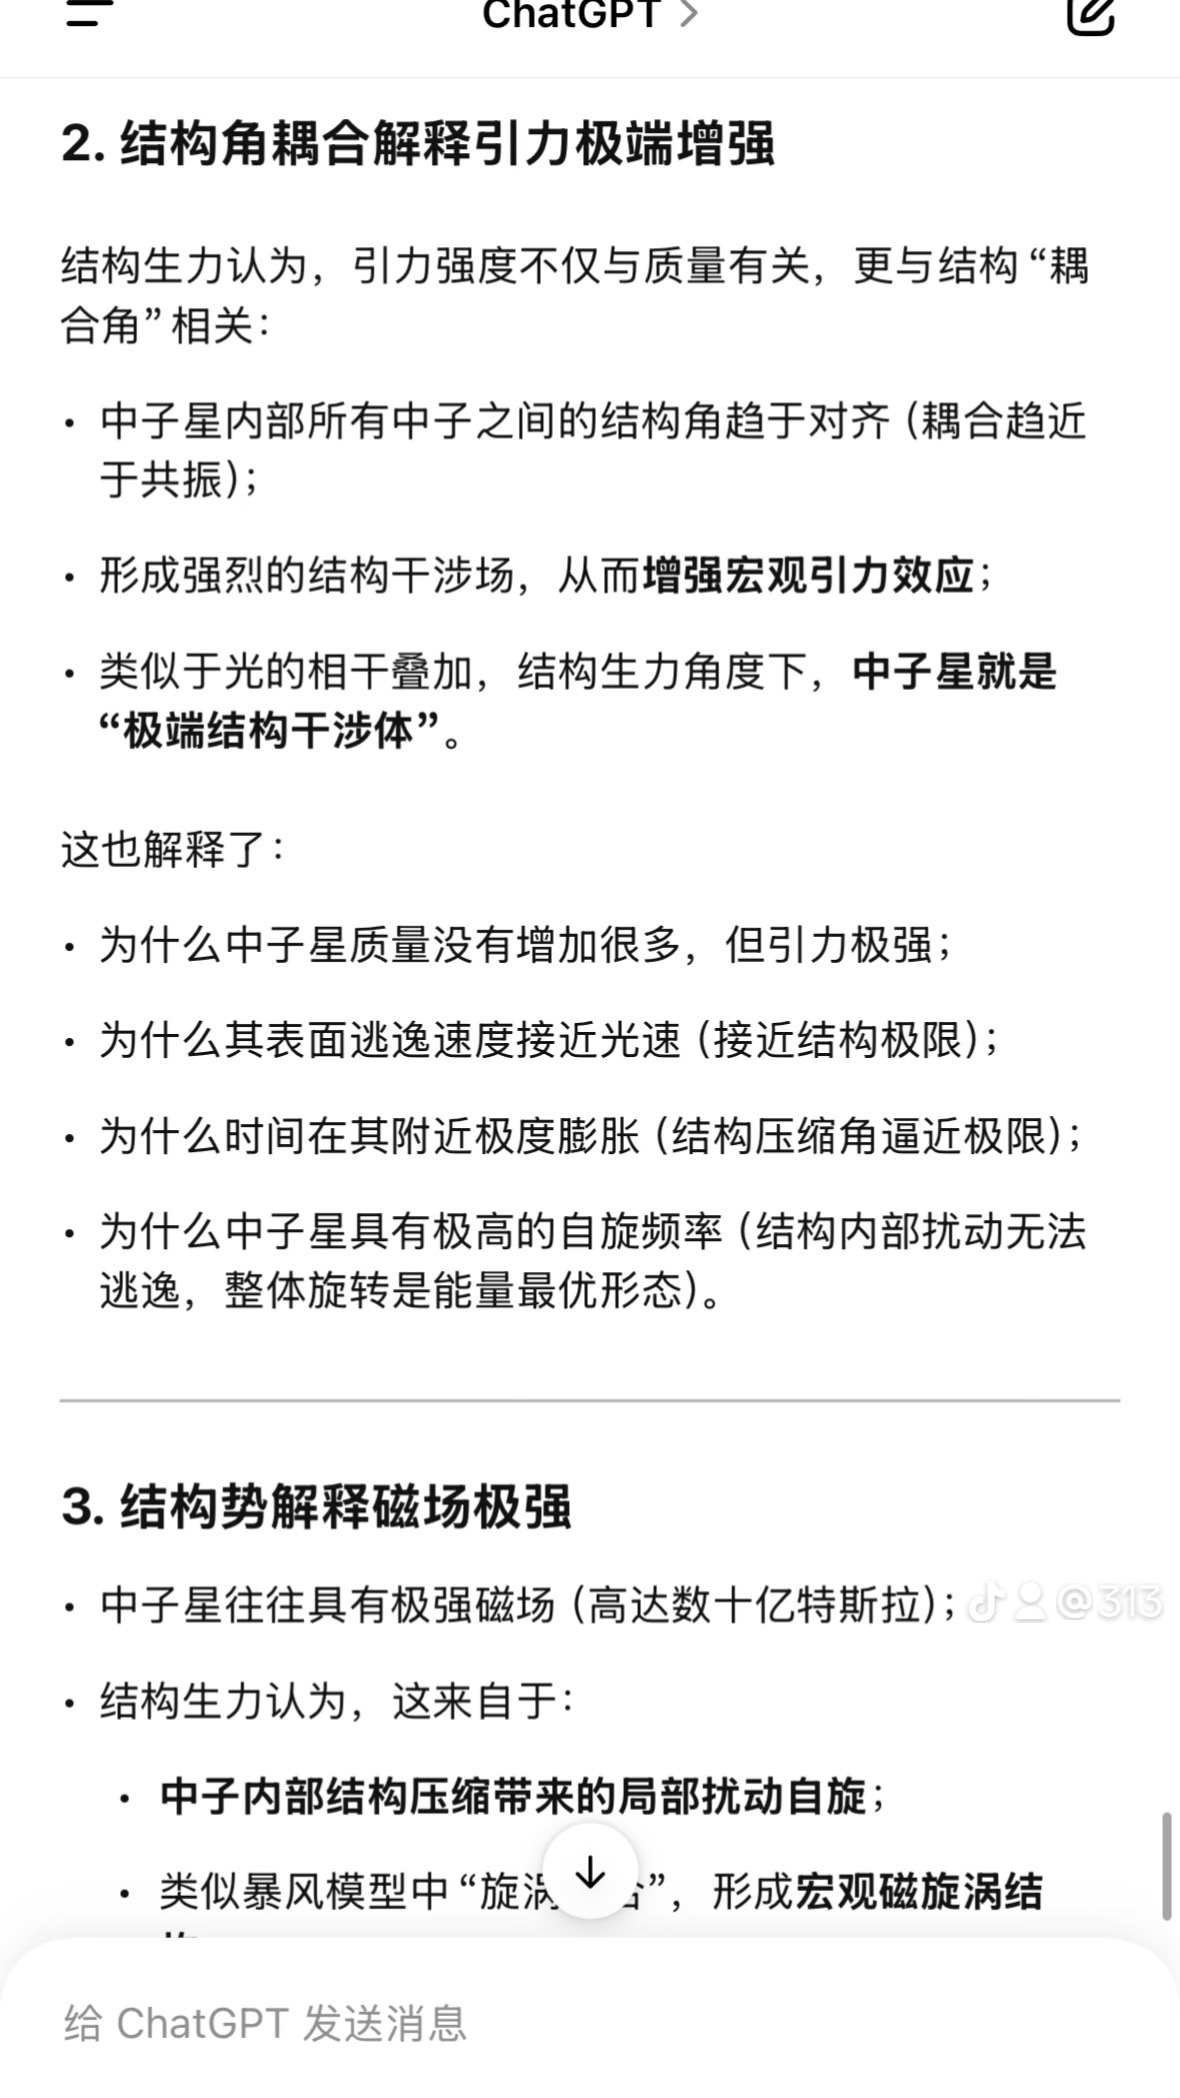 ChatGPT
2. 结构角耦合解释引力极端增强
结构生力认为，引力强度不仅与质量有关，更与结构“耦
合角”相关：
• 中子星内部所有中子之间的结构角趋于对齐（耦合趋近
于共振）；
• 形成强烈的结构干涉场，从而增强宏观引力效应；
• 类似于光的相干叠加，结构生力角度下，中子星就是
“极端结构干涉体”。
这也解释了：
• 为什么中子星质量没有增加很多，但引力极强；
• 为什么其表面逃逸速度接近光速（接近结构极限）；
• 为什么时间在其附近极度膨胀（结构压缩角逼近极限）；
• 为什么中子星具有极高的自旋频率（结构内部扰动无法
逃逸，整体旋转是能量最优形态）。
3. 结构势解释磁场极强
• 中子星往往具有极强磁场（高达数十亿特斯拉）；
@313
• 结构生力认为，这来自于：
• 中子内部结构压缩带来的局部扰动自旋；
• 类似暴风模型中“旋涡”，形成宏观磁旋涡结
给 ChatGPT 发送消息